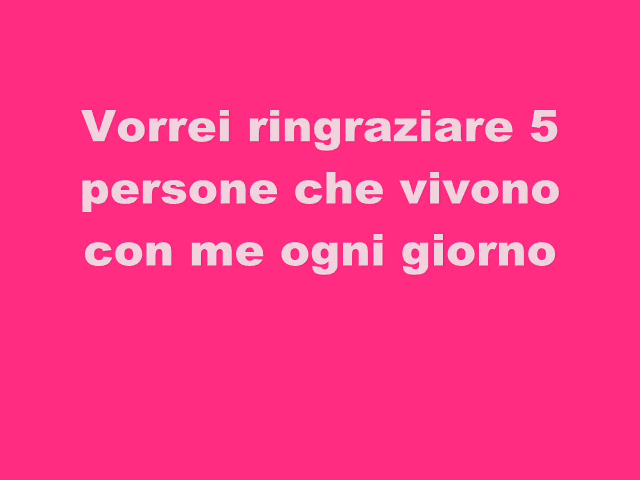 Vorrei ringraziare 5
persone che vivono
con me ogni giorno